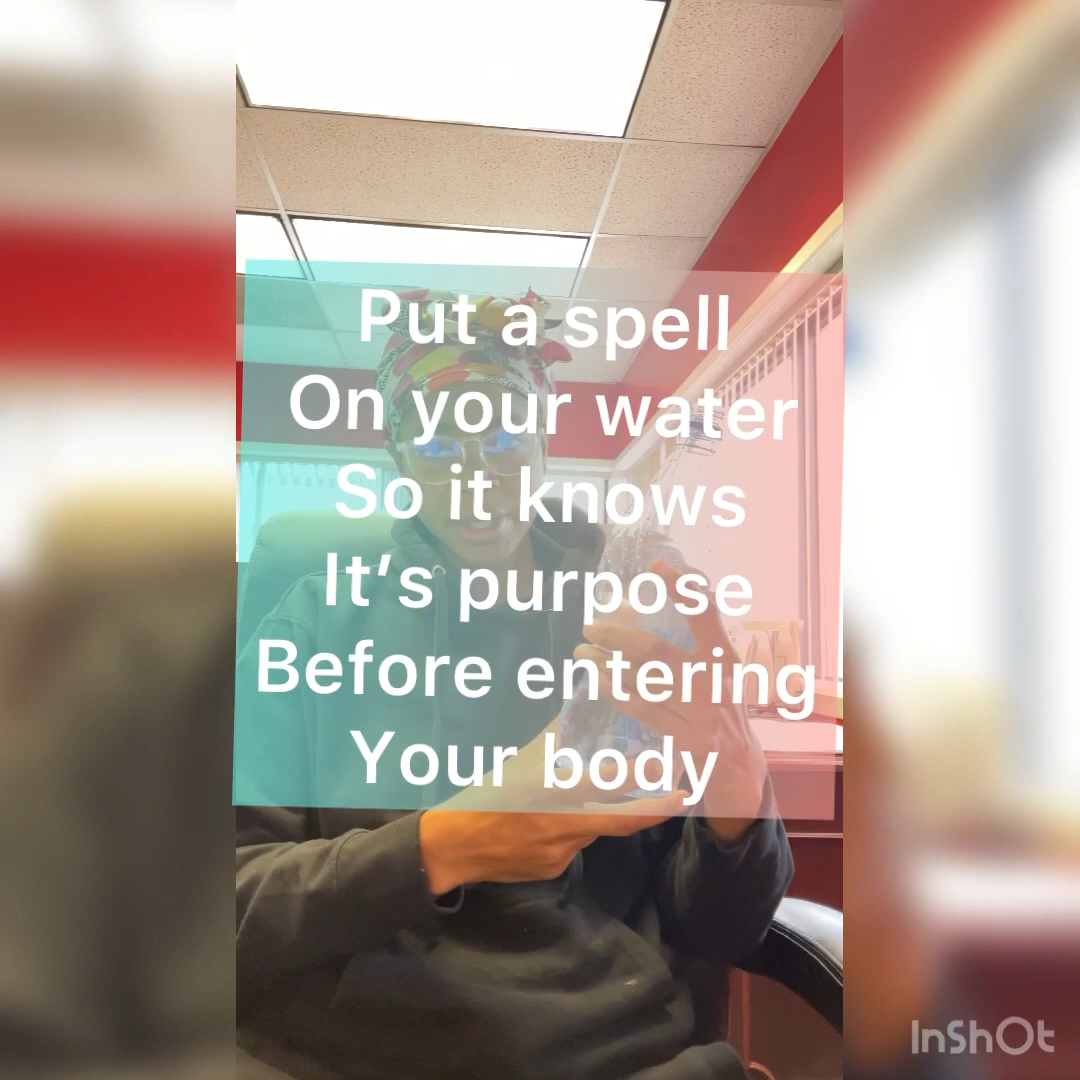 Put a spell
On your water
So it knows
It’s purpose
Before entering
Your body
InShOt